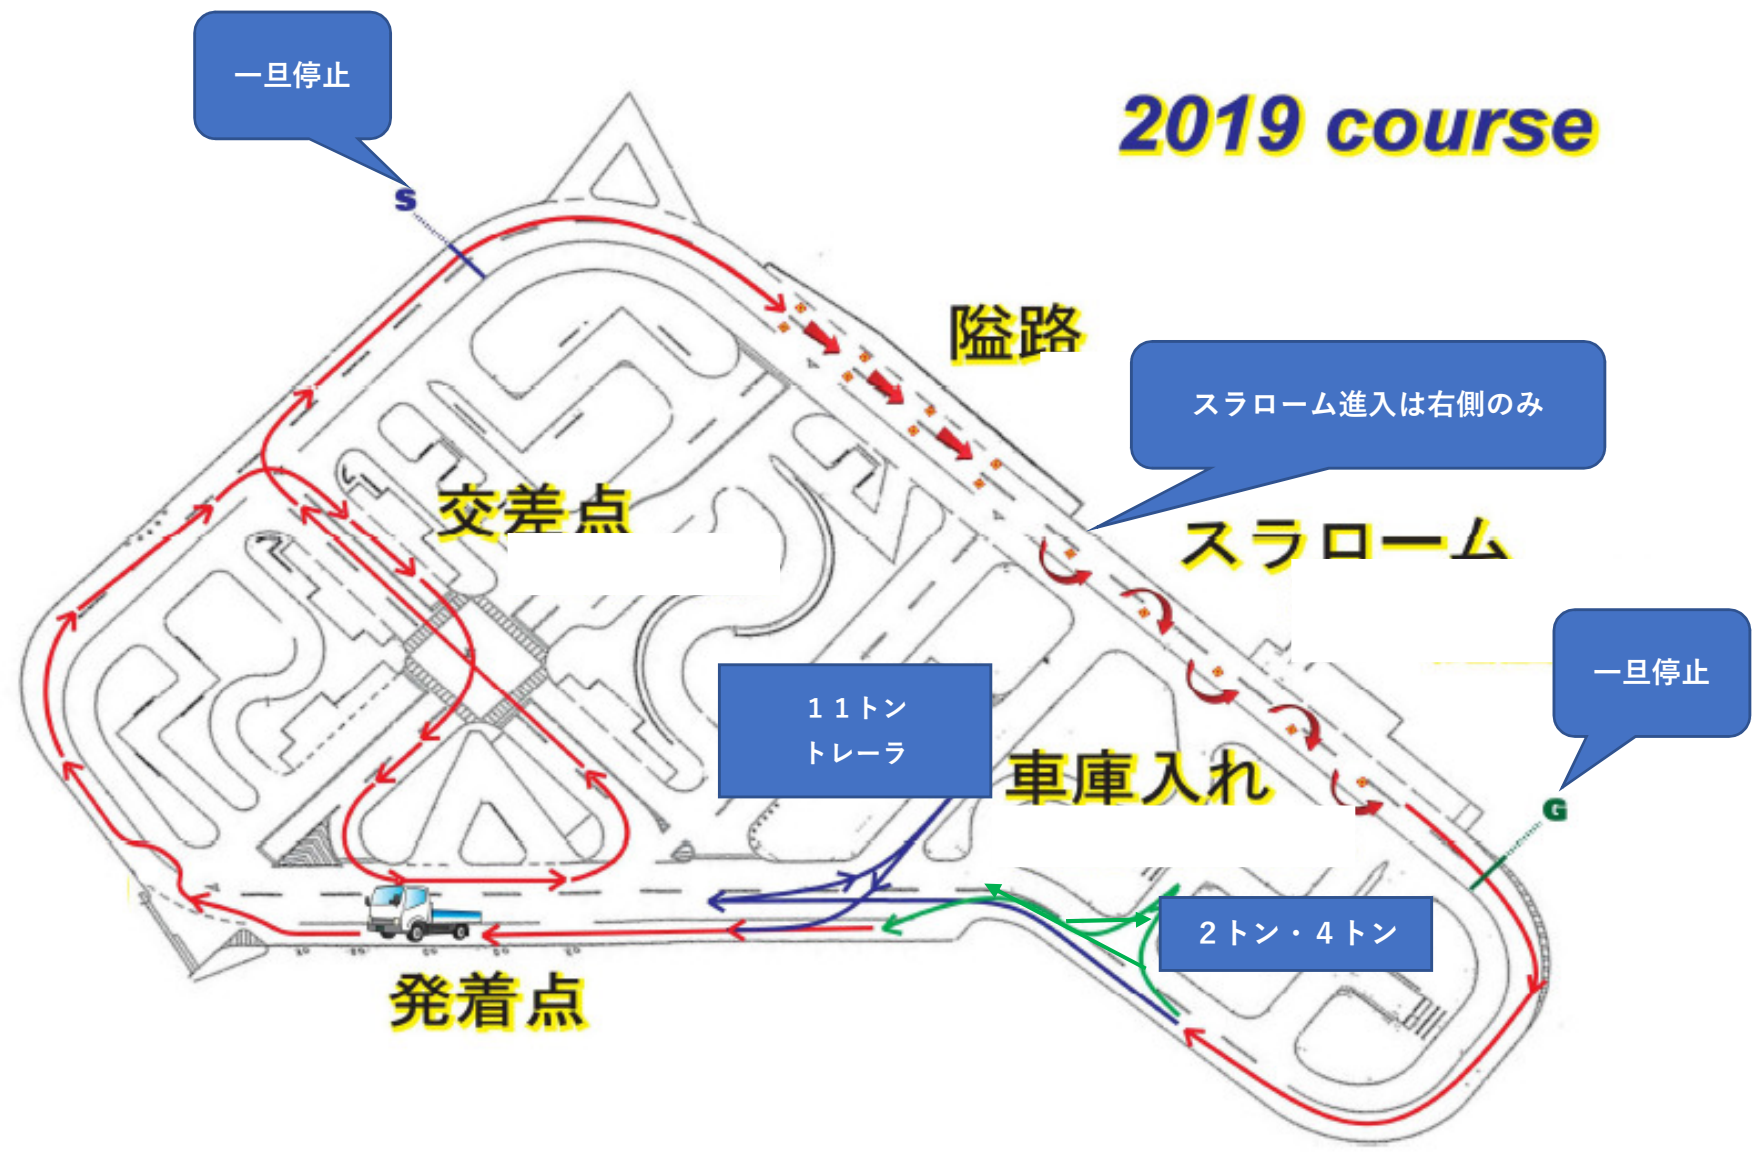 一旦停止
2019 course
S
隘路
スラローム進入は右側のみ
交差点
スラローム
一旦停止
１１トン
トレーラ
車庫入れ
G
２トン・４トン
発着点